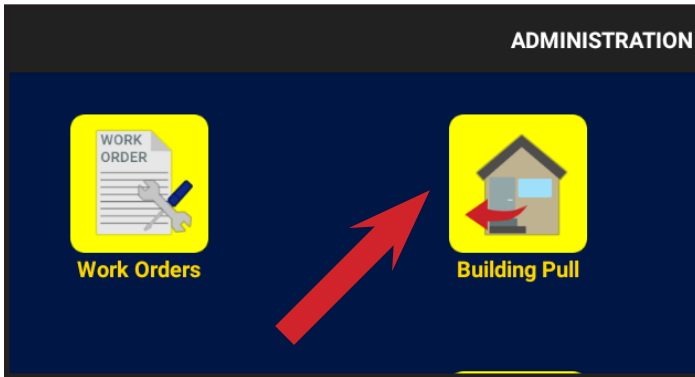 ADMINISTRATION
WORK
ORDER
Work Orders
Building Pull